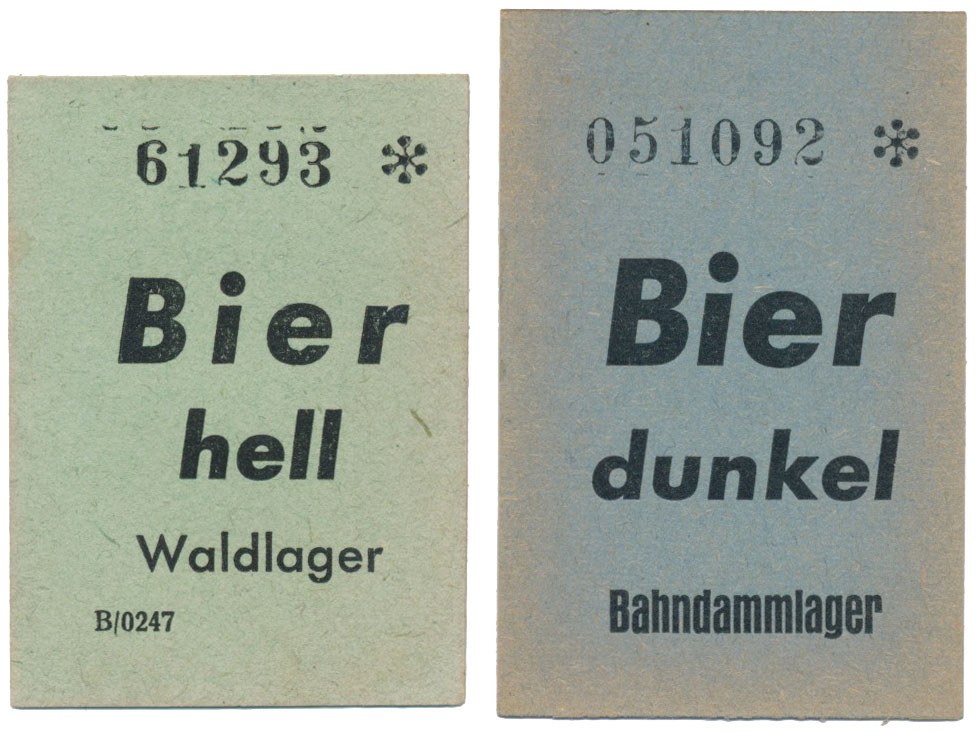 61293
Bier
hell
Waldlager
B/0247
051092
Bier
dunkel
Bahndammlager